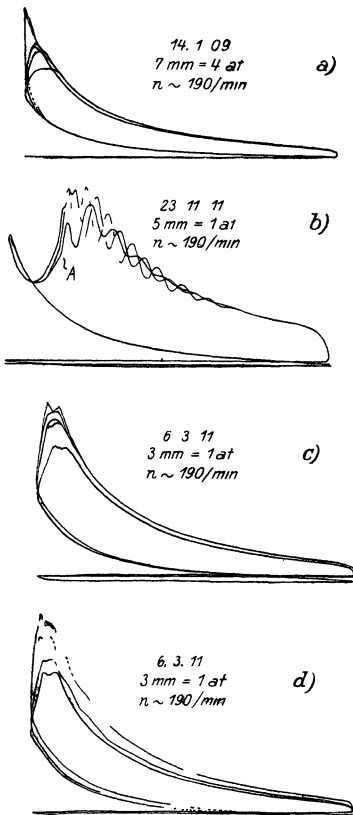 14. 1 09
7 mm = 4 at
n ~ 190/min
a)
23 11 11
5 mm = 1 at
n ~ 190/min
b)
A
6 3 11
3 mm = 1 at
n ~ 190/min
c)
6. 3. 11
3 mm = 1 at
n ~ 190/min
d)